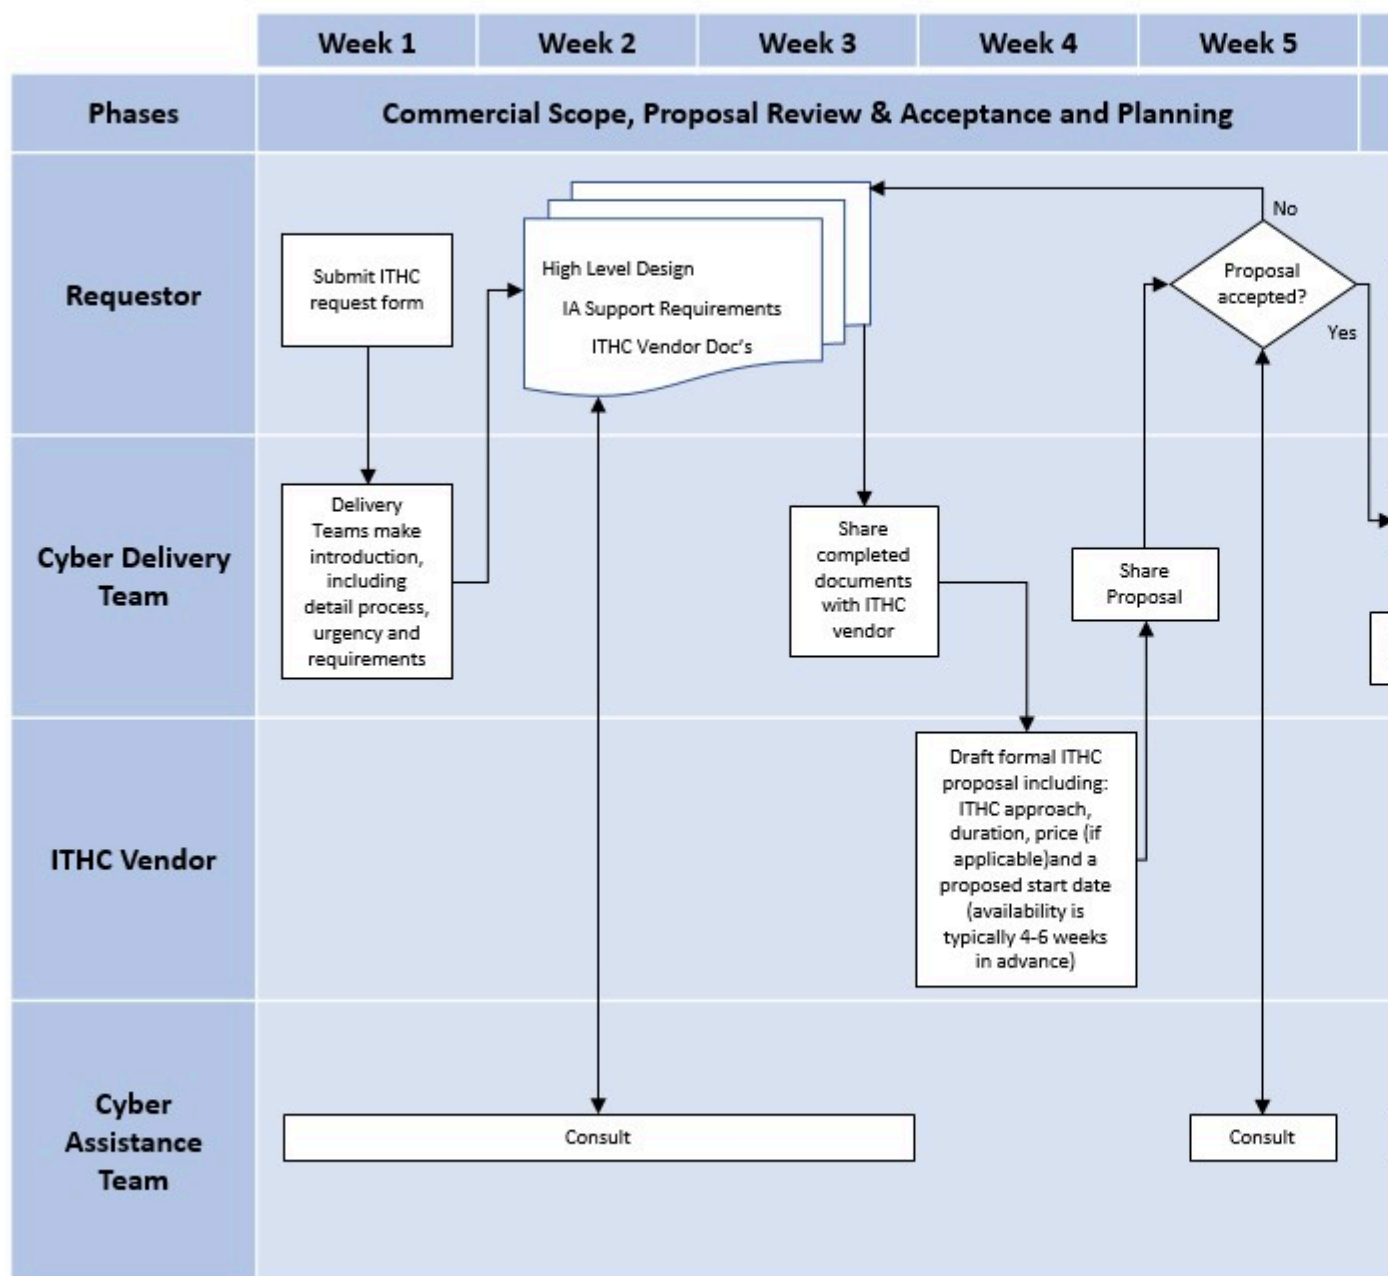 Week 1
Week 2
Week 3
Week 4
Week 5
Phases
Commercial Scope, Proposal Review & Acceptance and Planning
Requestor
Submit ITHC
request form
High Level Design
IA Support Requirements
ITHC Vendor Doc's
No
Proposal
accepted?
Yes
Cyber Delivery
Team
Delivery
Teams make
introduction,
including
detail process,
urgency and
requirements
Share
completed
documents
with ITHC
vendor
Share
Proposal
ITHC Vendor
Draft formal ITHC
proposal including:
ITHC approach,
duration, price (if
applicable)and a
proposed start date
(availability is
typically 4-6 weeks
in advance)
Cyber
Assistance
Team
Consult
Consult